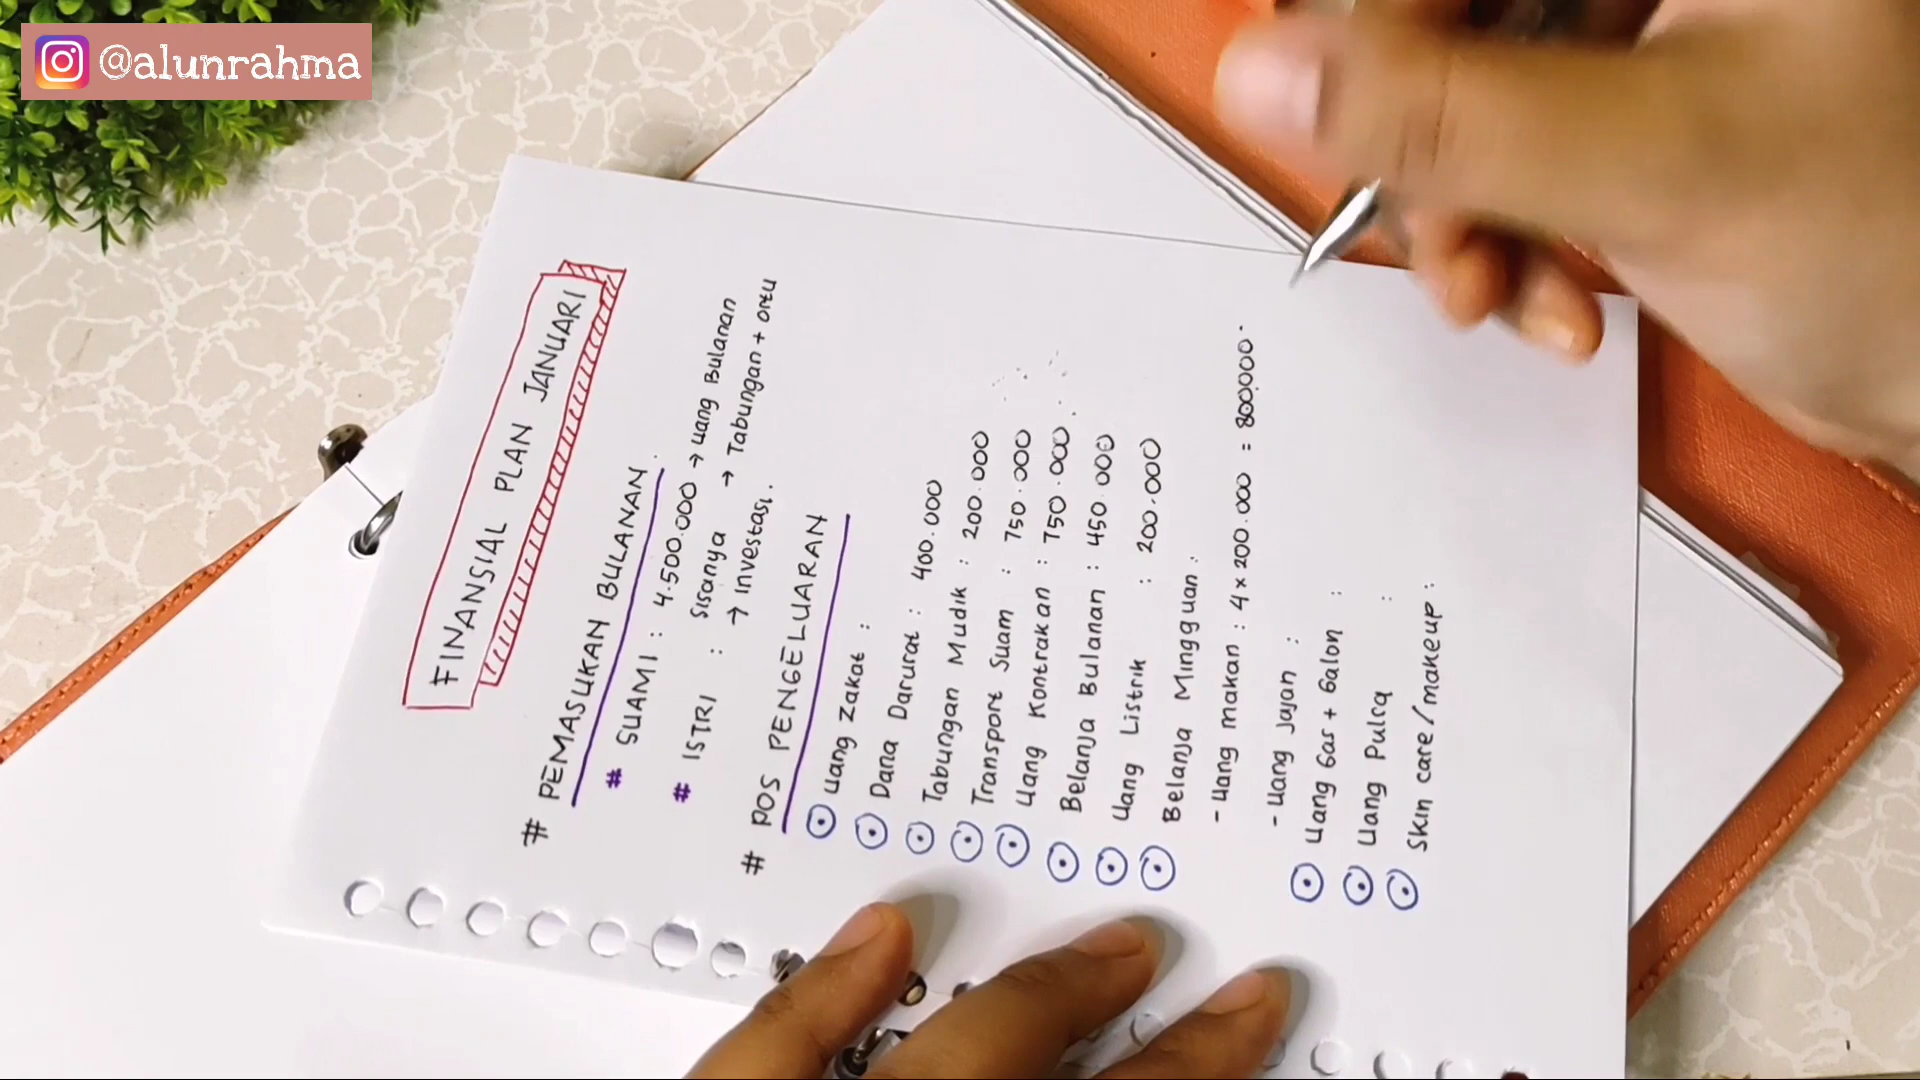 @alunrahma
FINANSIAL PLAN JANUARI
# PEMASUKAN BULANAN
# SUAMI : 4.500.000 → uang Bulanan
# ISTRI : Sisanya → Tabungan + ortu
→ Investasi.
# POS PENGELUARAN
uang zakat :
Dana Darurat : 400.000
Tabungan Mudik : 200.000
Transport Suam : 750.000
Uang Kontrakan : 750.000
Belanja Bulanan : 450.000
Uang Listrik : 200.000
Belanja Mingguan :
- Uang makan : 4 x 200.000 : 800000.
- Uang Jajan :
Uang Gas + Galon :
Uang Pulsa :
Skin care/makeup :